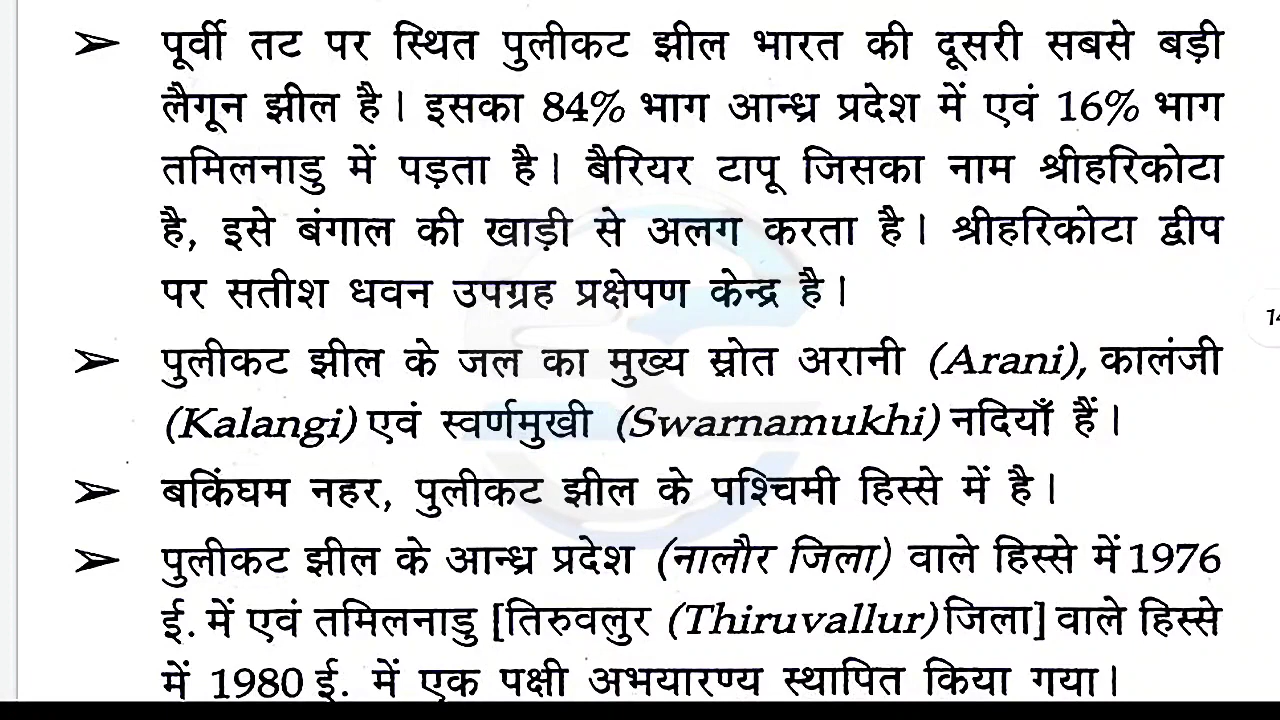 ➢ पूर्वी तट पर स्थित पुलीकट झील भारत की दूसरी सबसे बड़ी
लैगून झील है। इसका 84% भाग आन्ध्र प्रदेश में एवं 16% भाग
तमिलनाडु में पड़ता है। बैरियर टापू जिसका नाम श्रीहरिकोटा
है, इसे बंगाल की खाड़ी से अलग करता है। श्रीहरिकोटा द्वीप
पर सतीश धवन उपग्रह प्रक्षेपण केन्द्र है।
➢ पुलीकट झील के जल का मुख्य स्रोत अरानी (Arani), कालंजी
(Kalangi) एवं स्वर्णमुखी (Swarnamukhi) नदियाँ हैं।
➢ बकिंघम नहर, पुलीकट झील के पश्चिमी हिस्से में है।
➢ पुलीकट झील के आन्ध्र प्रदेश (नालौर जिला) वाले हिस्से में 1976
ई. में एवं तमिलनाडु [तिरुवलुर (Thiruvallur) जिला] वाले हिस्से
में 1980 ई. में एक पक्षी अभयारण्य स्थापित किया गया।